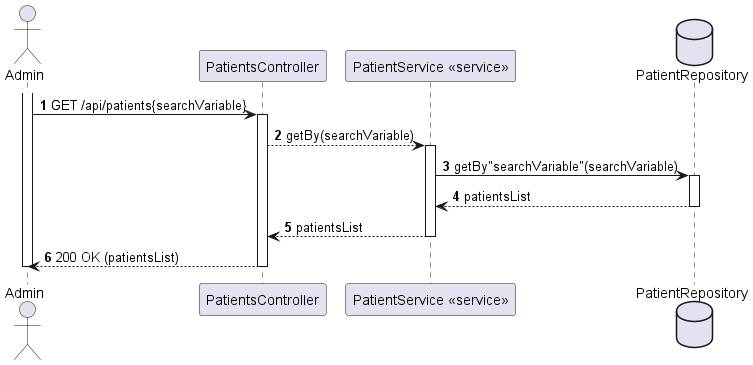 Admin
PatientsController
PatientService «service»
PatientRepository
1 GET /api/patients{searchVariable}
2 getBy(searchVariable)
3 getBy"searchVariable"(searchVariable)
4 patientsList
5 patientsList
6 200 OK (patientsList)
Admin
PatientsController
PatientService «service»
PatientRepository